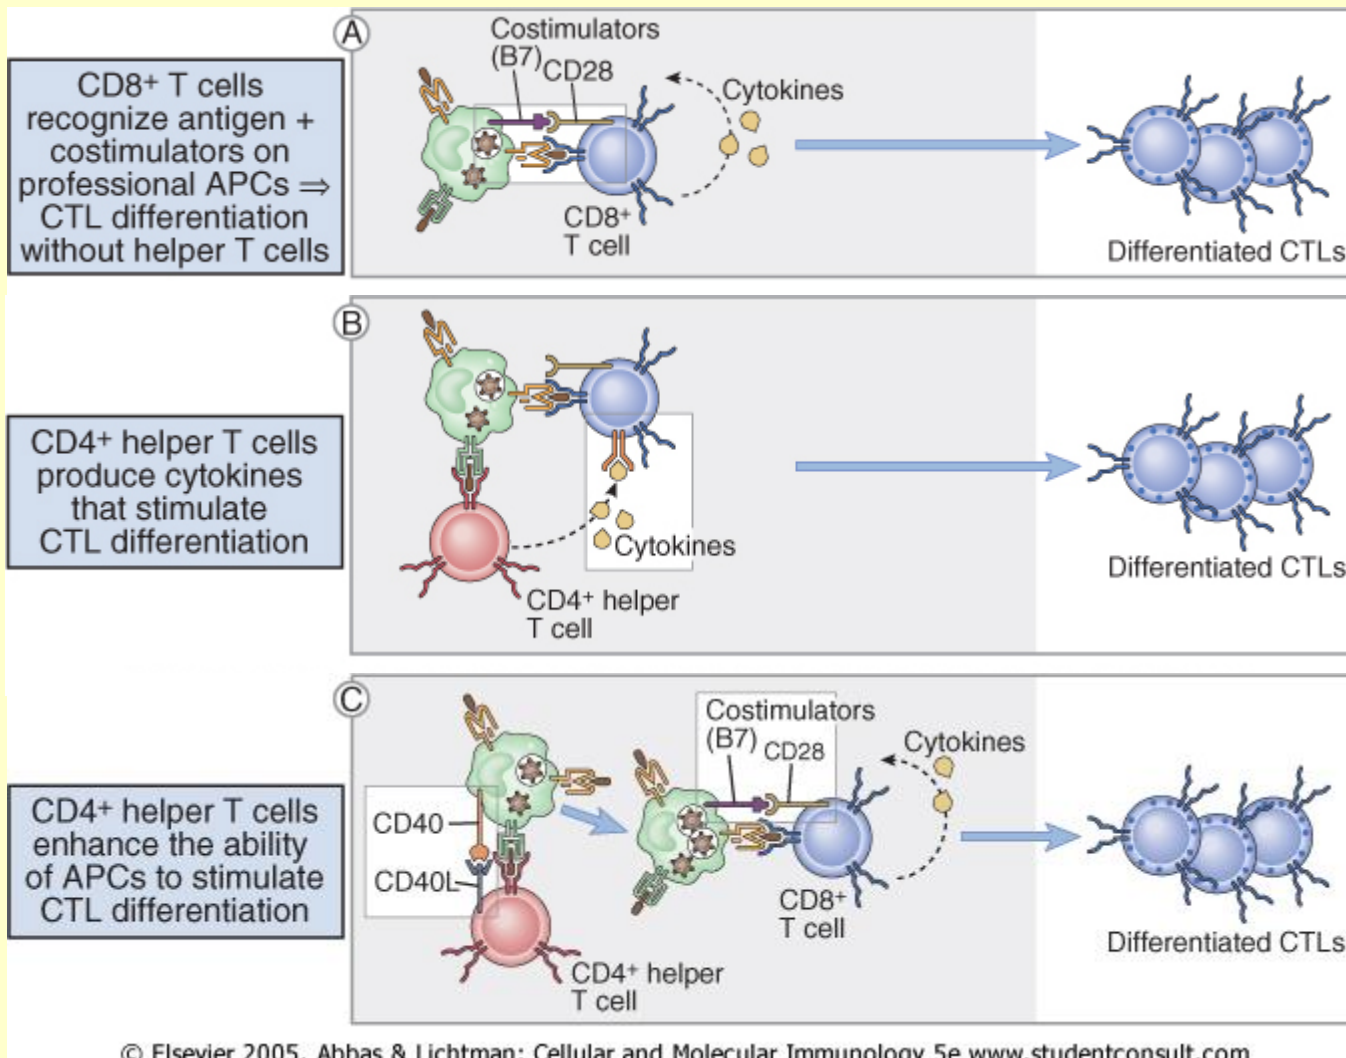 A
Costimulators
(B7) CD28
Cytokines
CD8+ T cells
recognize antigen +
costimulators on
professional APCs ⇒
CTL differentiation
without helper T cells
CD8+
T cell
Differentiated CTLs
B
CD4+ helper T cells
produce cytokines
that stimulate
CTL differentiation
Cytokines
CD4+ helper
T cell
Differentiated CTLs
C
Costimulators
(B7) CD28
Cytokines
CD4+ helper T cells
enhance the ability
of APCs to stimulate
CTL differentiation
CD40
CD40L
CD8+
T cell
CD4+ helper
T cell
Differentiated CTLs
© Elsevier 2005. Abbas & Lichtman: Cellular and Molecular Immunology 5e www.studentconsult.com